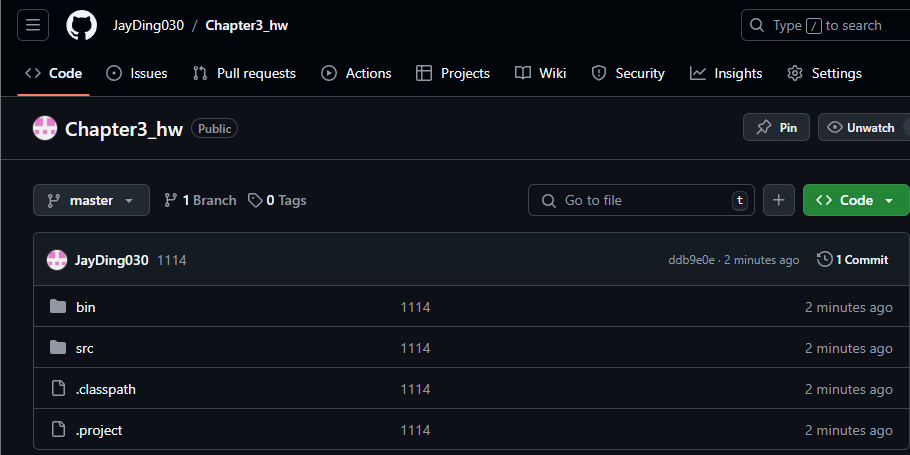 JayDing030 / Chapter3_hw Type / to search
Code Issues Pull requests Actions Projects Wiki Security Insights Settings
Chapter3_hw Public Pin Unwatch
master 1 Branch 0 Tags Go to file t + Code
JayDing030 1114 ddb9e0e · 2 minutes ago 1 Commit
bin 1114 2 minutes ago
src 1114 2 minutes ago
.classpath 1114 2 minutes ago
.project 1114 2 minutes ago